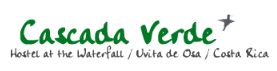 Cascada Verde
Hostel at the Waterfall / Uvita de Osa / Costa Rica